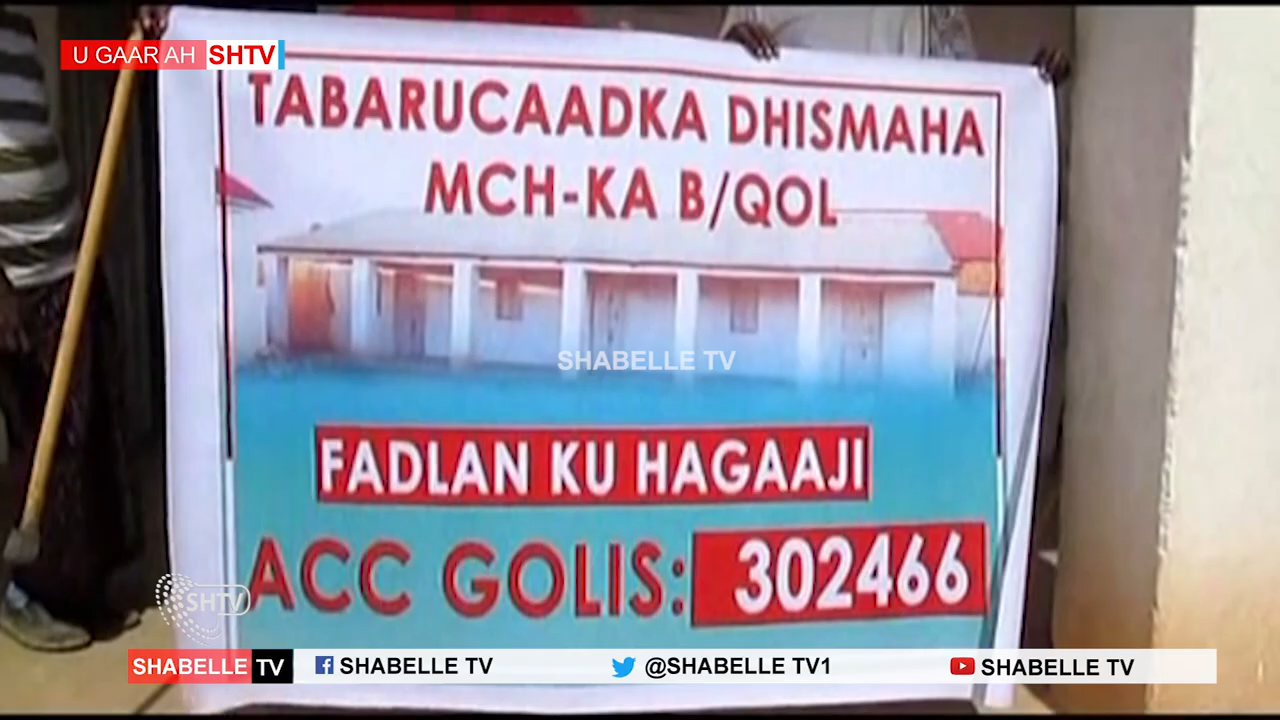 U GAAR AH SHTV
TABARUCAADKA DHISMAHA
MCH-KA B/QOL
SHABELLE TV
FADLAN KU HAGAAJI
ACC GOLIS: 302466
SHTV
SHABELLE TV
SHABELLE TV
@SHABELLE TV1
SHABELLE TV